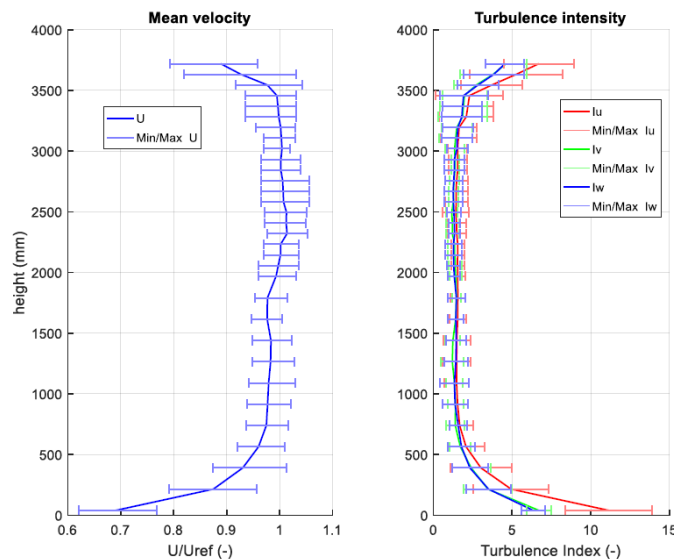 Mean velocity
4000
3500
3000
2500
2000
1500
1000
500
0
height (mm)
U
Min/Max U
0.6 0.7 0.8 0.9 1 1.1
U/Uref (-)
Turbulence intensity
4000
3500
3000
2500
2000
1500
1000
500
0
Iu
Min/Max Iu
Iv
Min/Max Iv
Iw
Min/Max Iw
0 5 10 15
Turbulence Index (-)